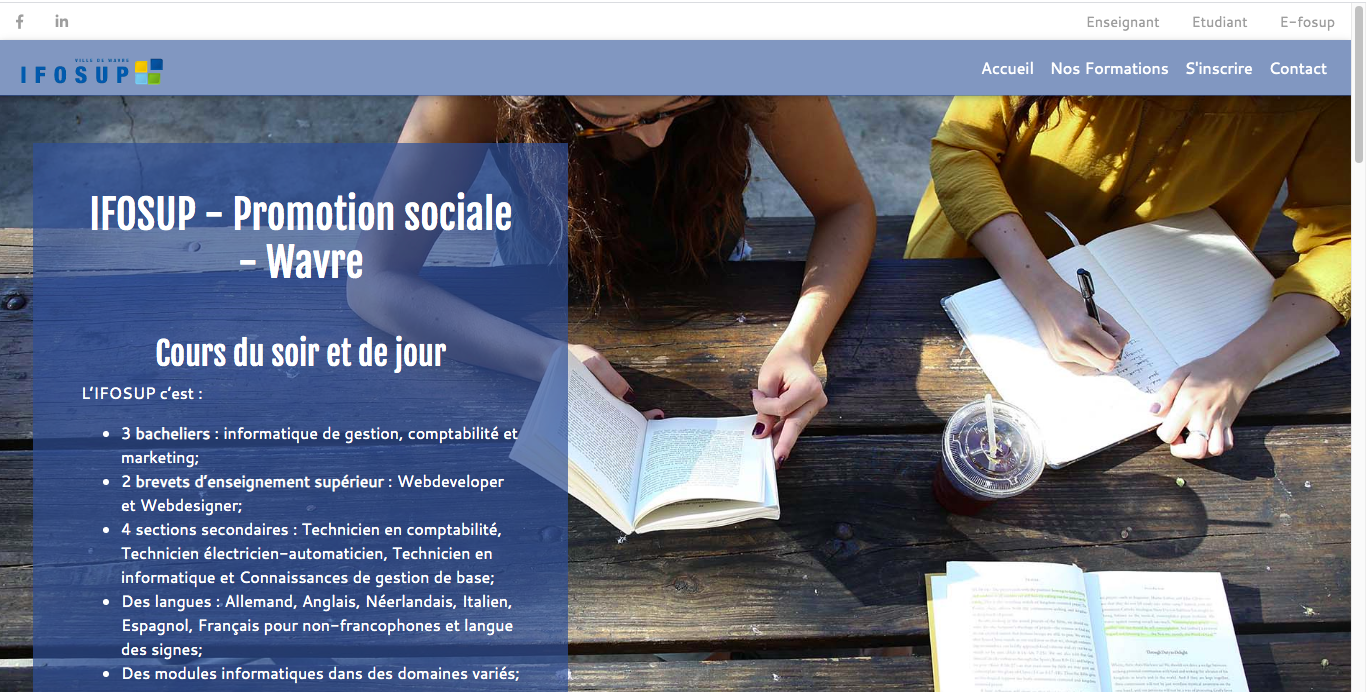 Enseignant Etudiant E-fosup
VILLE DE WAVRE
IFOSUP
Accueil Nos Formations S'inscrire Contact
IFOSUP – Promotion sociale
– Wavre
Cours du soir et de jour
L’IFOSUP c’est :
• 3 bacheliers : informatique de gestion, comptabilité et
marketing;
• 2 brevets d’enseignement supérieur : Webdeveloper
et Webdesigner;
• 4 sections secondaires : Technicien en comptabilité,
Technicien électricien-automaticien, Technicien en
informatique et Connaissances de gestion de base;
• Des langues : Allemand, Anglais, Néerlandais, Italien,
Espagnol, Français pour non-francophones et langue
des signes;
• Des modules informatiques dans des domaines variés;